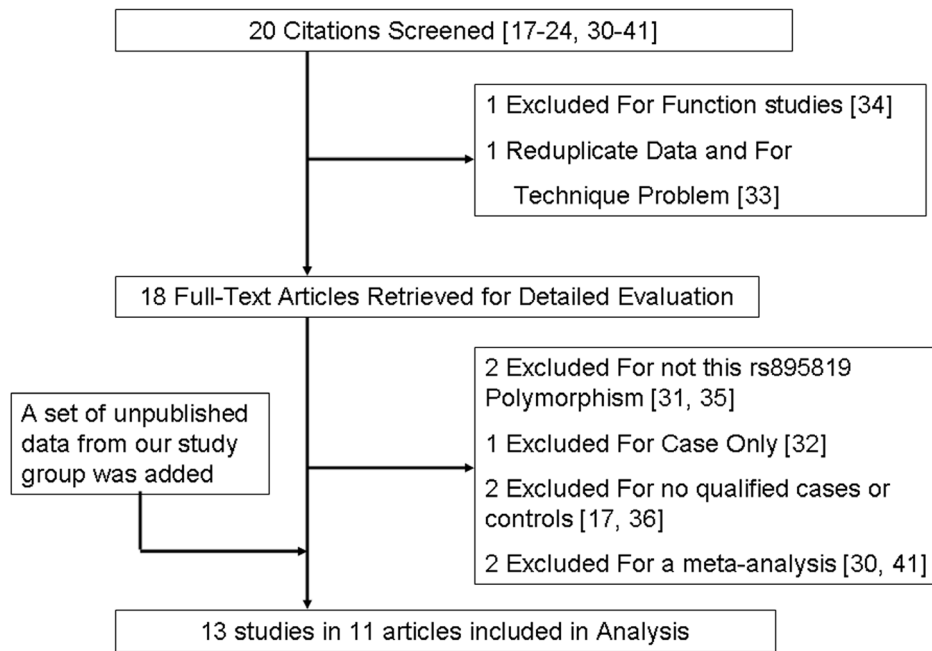 20 Citations Screened [17-24, 30-41]
1 Excluded For Function studies [34]
1 Reduplicate Data and For
Technique Problem [33]
18 Full-Text Articles Retrieved for Detailed Evaluation
A set of unpublished
data from our study
group was added
2 Excluded For not this rs895819
Polymorphism [31, 35]
1 Excluded For Case Only [32]
2 Excluded For no qualified cases or
controls [17, 36]
2 Excluded For a meta-analysis [30, 41]
13 studies in 11 articles included in Analysis